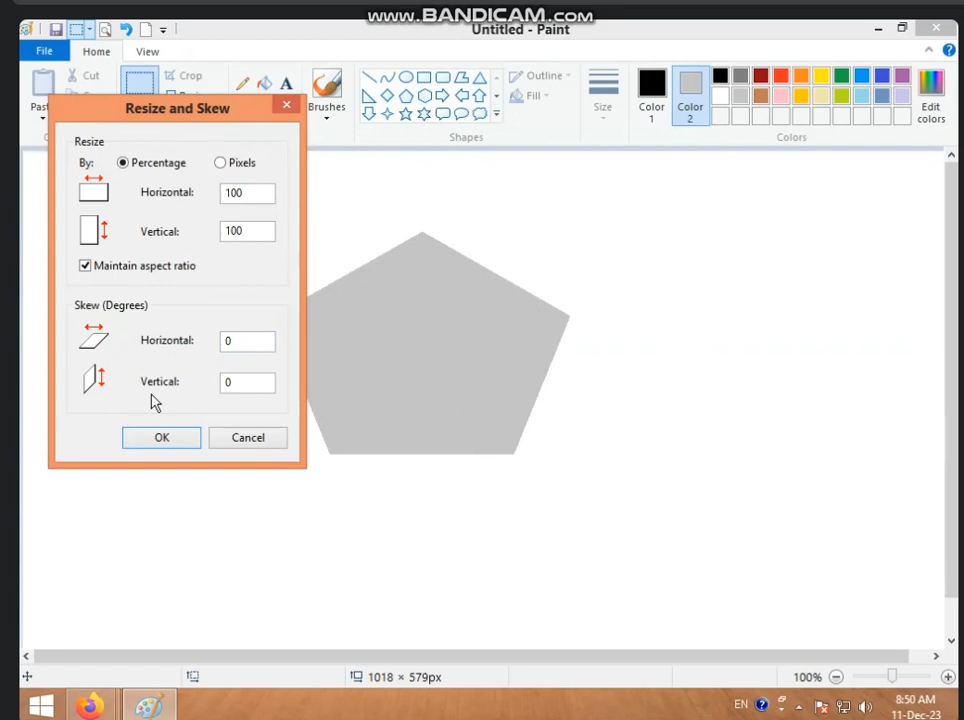 www.BANDICAM.com
Untitled - Paint
File
Home
View
Cut
Crop
Brushes
Outline
Fill
Shapes
Size
Color
1
Color
2
Edit
colors
Colors
Resize and Skew
Resize
By: Percentage Pixels
Horizontal: 100
Vertical: 100
Maintain aspect ratio
Skew (Degrees)
Horizontal: 0
Vertical: 0
OK Cancel
1018 × 579px
100%
EN
8:50 AM
11-Dec-23